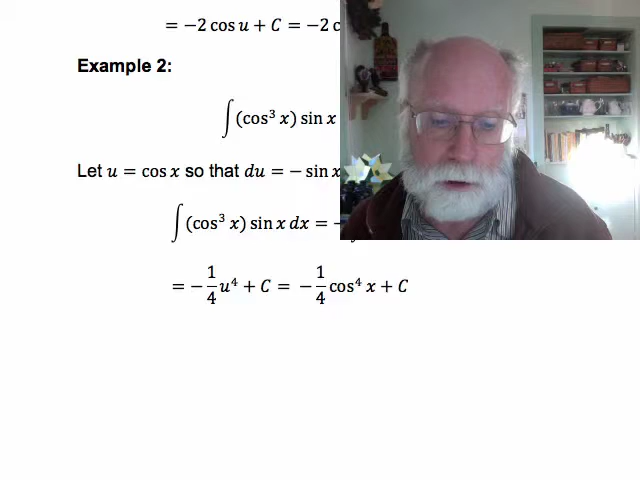 = −2 cos u + C = −2 c
Example 2:
∫(cos³ x) sin x
Let u = cos x so that du = − sin x
∫(cos³ x) sin x dx = −
= −1/4 u⁴ + C = −1/4 cos⁴ x + C